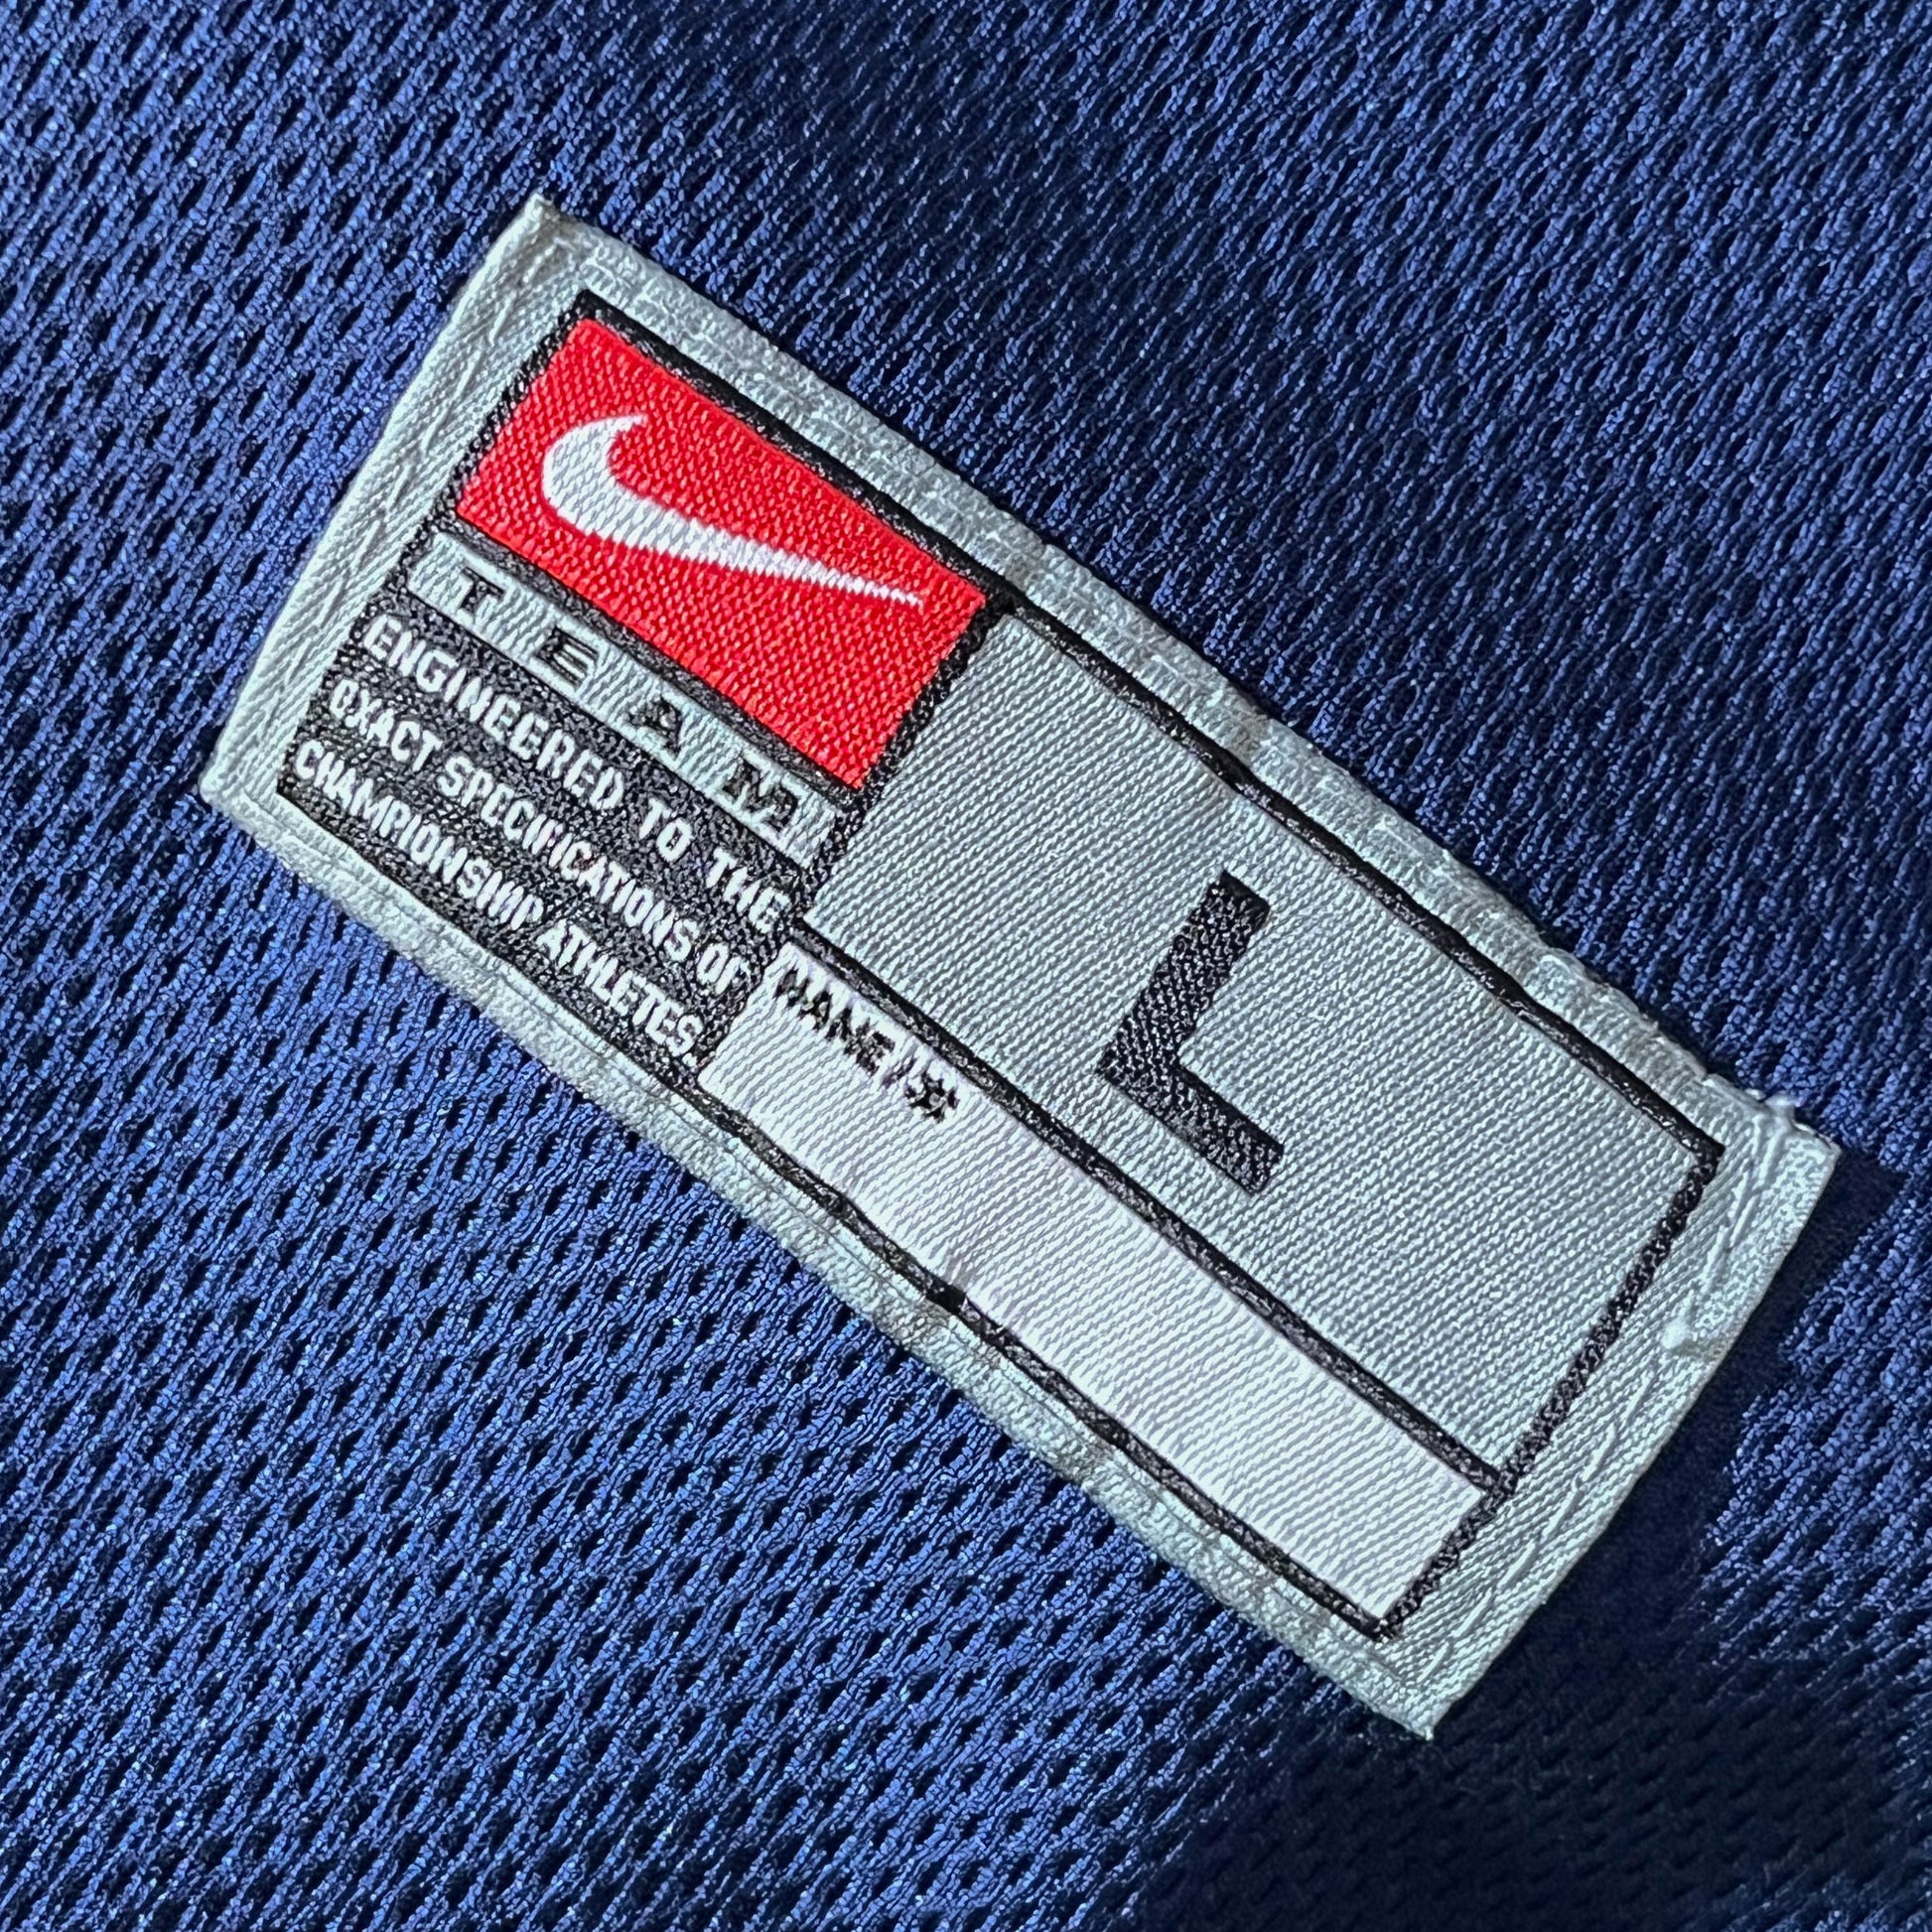 TEAM
ENGINEERED TO THE
EXACT SPECIFICATIONS OF
CHAMPIONSHIP ATHLETES.
L
NAME/#